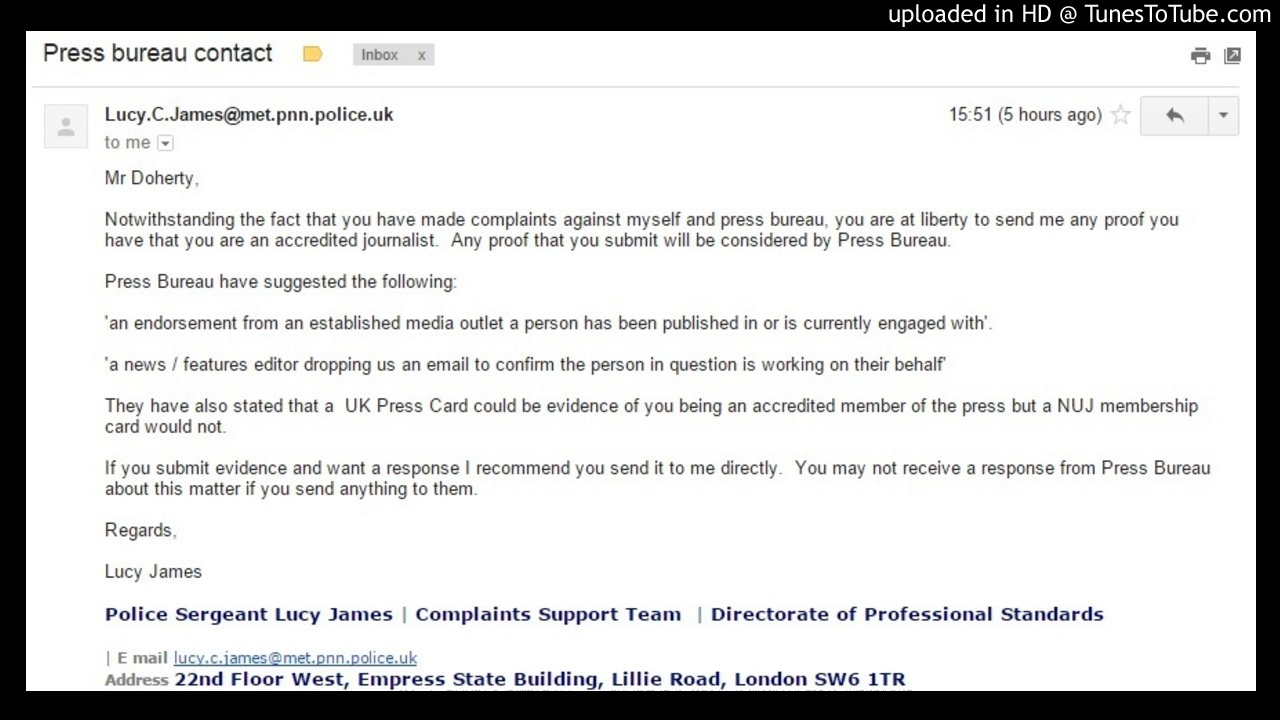 uploaded in HD @ TunesToTube.com
Press bureau contact
Inbox x
Lucy.C.James@met.pnn.police.uk
15:51 (5 hours ago)
to me
Mr Doherty,
Notwithstanding the fact that you have made complaints against myself and press bureau, you are at liberty to send me any proof you
have that you are an accredited journalist.  Any proof that you submit will be considered by Press Bureau.
Press Bureau have suggested the following:
'an endorsement from an established media outlet a person has been published in or is currently engaged with'.
'a news / features editor dropping us an email to confirm the person in question is working on their behalf'
They have also stated that a  UK Press Card could be evidence of you being an accredited member of the press but a NUJ membership
card would not.
If you submit evidence and want a response I recommend you send it to me directly.  You may not receive a response from Press Bureau
about this matter if you send anything to them.
Regards,
Lucy James
Police Sergeant Lucy James | Complaints Support Team  | Directorate of Professional Standards
| E mail lucy.c.james@met.pnn.police.uk
Address 22nd Floor West, Empress State Building, Lillie Road, London SW6 1TR